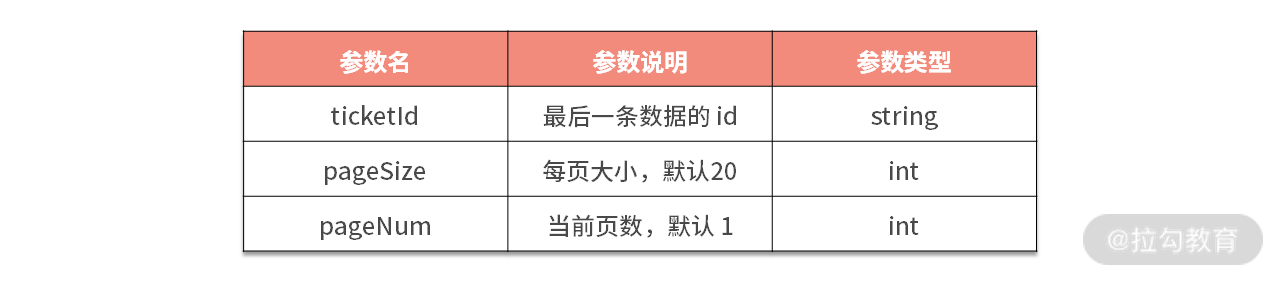 参数名 参数说明 参数类型
ticketId 最后一条数据的 id string
pageSize 每页大小，默认20 int
pageNum 当前页数，默认 1 int
@拉勾教育